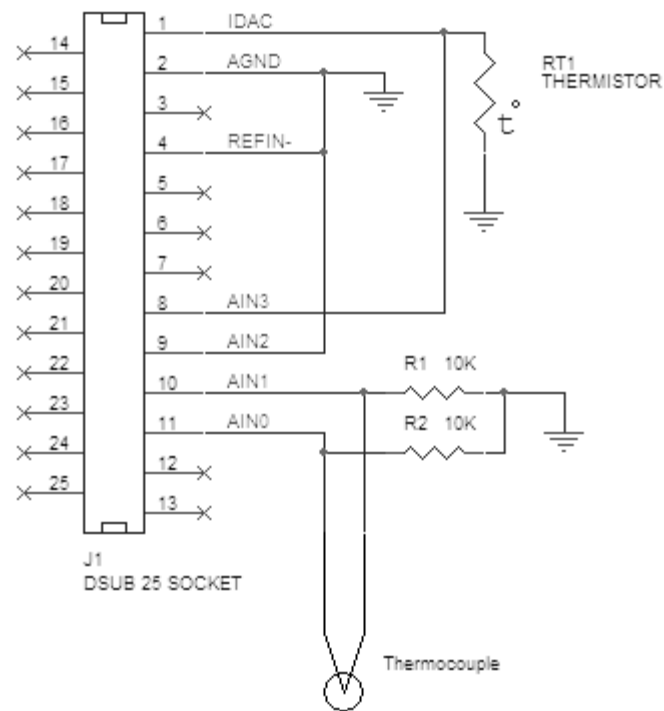 1 IDAC
14
2 AGND
RT1
THERMISTOR
15
3
t°
16
4 REFIN-
17
5
18
6
19
7
20
8 AIN3
21
9 AIN2
22
10 AIN1
R1 10K
23
11 AIN0
R2 10K
24
12
25
13
J1
DSUB 25 SOCKET
Thermocouple